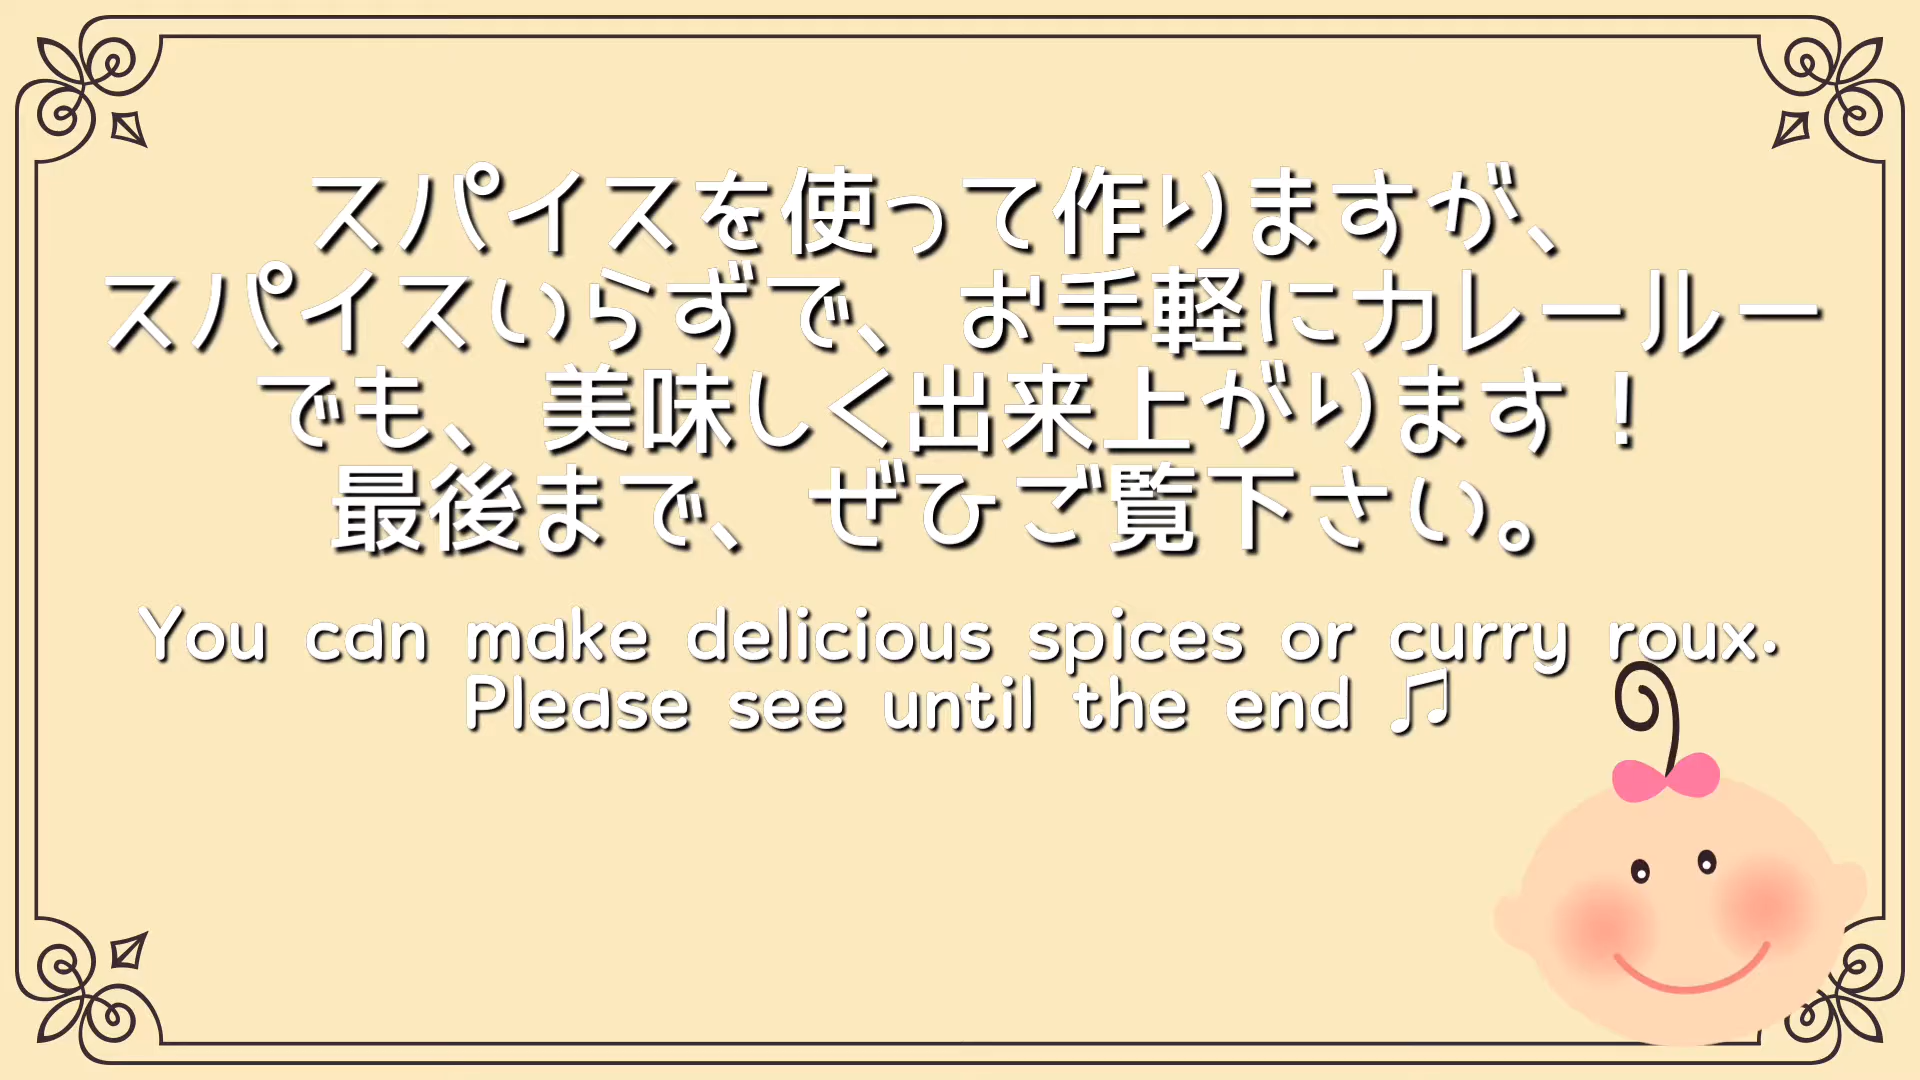 スパイスを使って作りますが、
スパイスいらずで、お手軽にカレールー
でも、美味しく出来上がります！
最後まで、ぜひご覧下さい。
You can make delicious spices or curry roux.
Please see until the end ♫